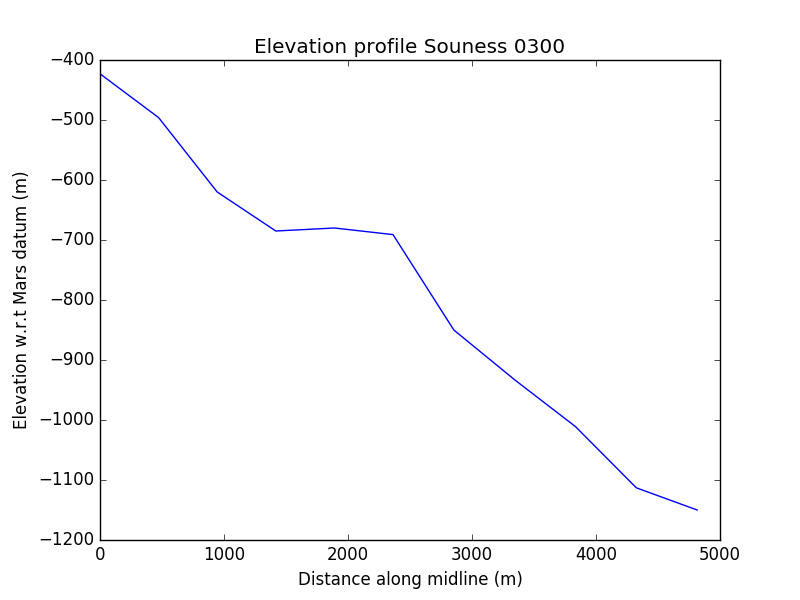 Elevation profile Souness 0300
−400
−500
−600
−700
−800
−900
−1000
−1100
−1200
Elevation w.r.t Mars datum (m)
0 1000 2000 3000 4000 5000
Distance along midline (m)